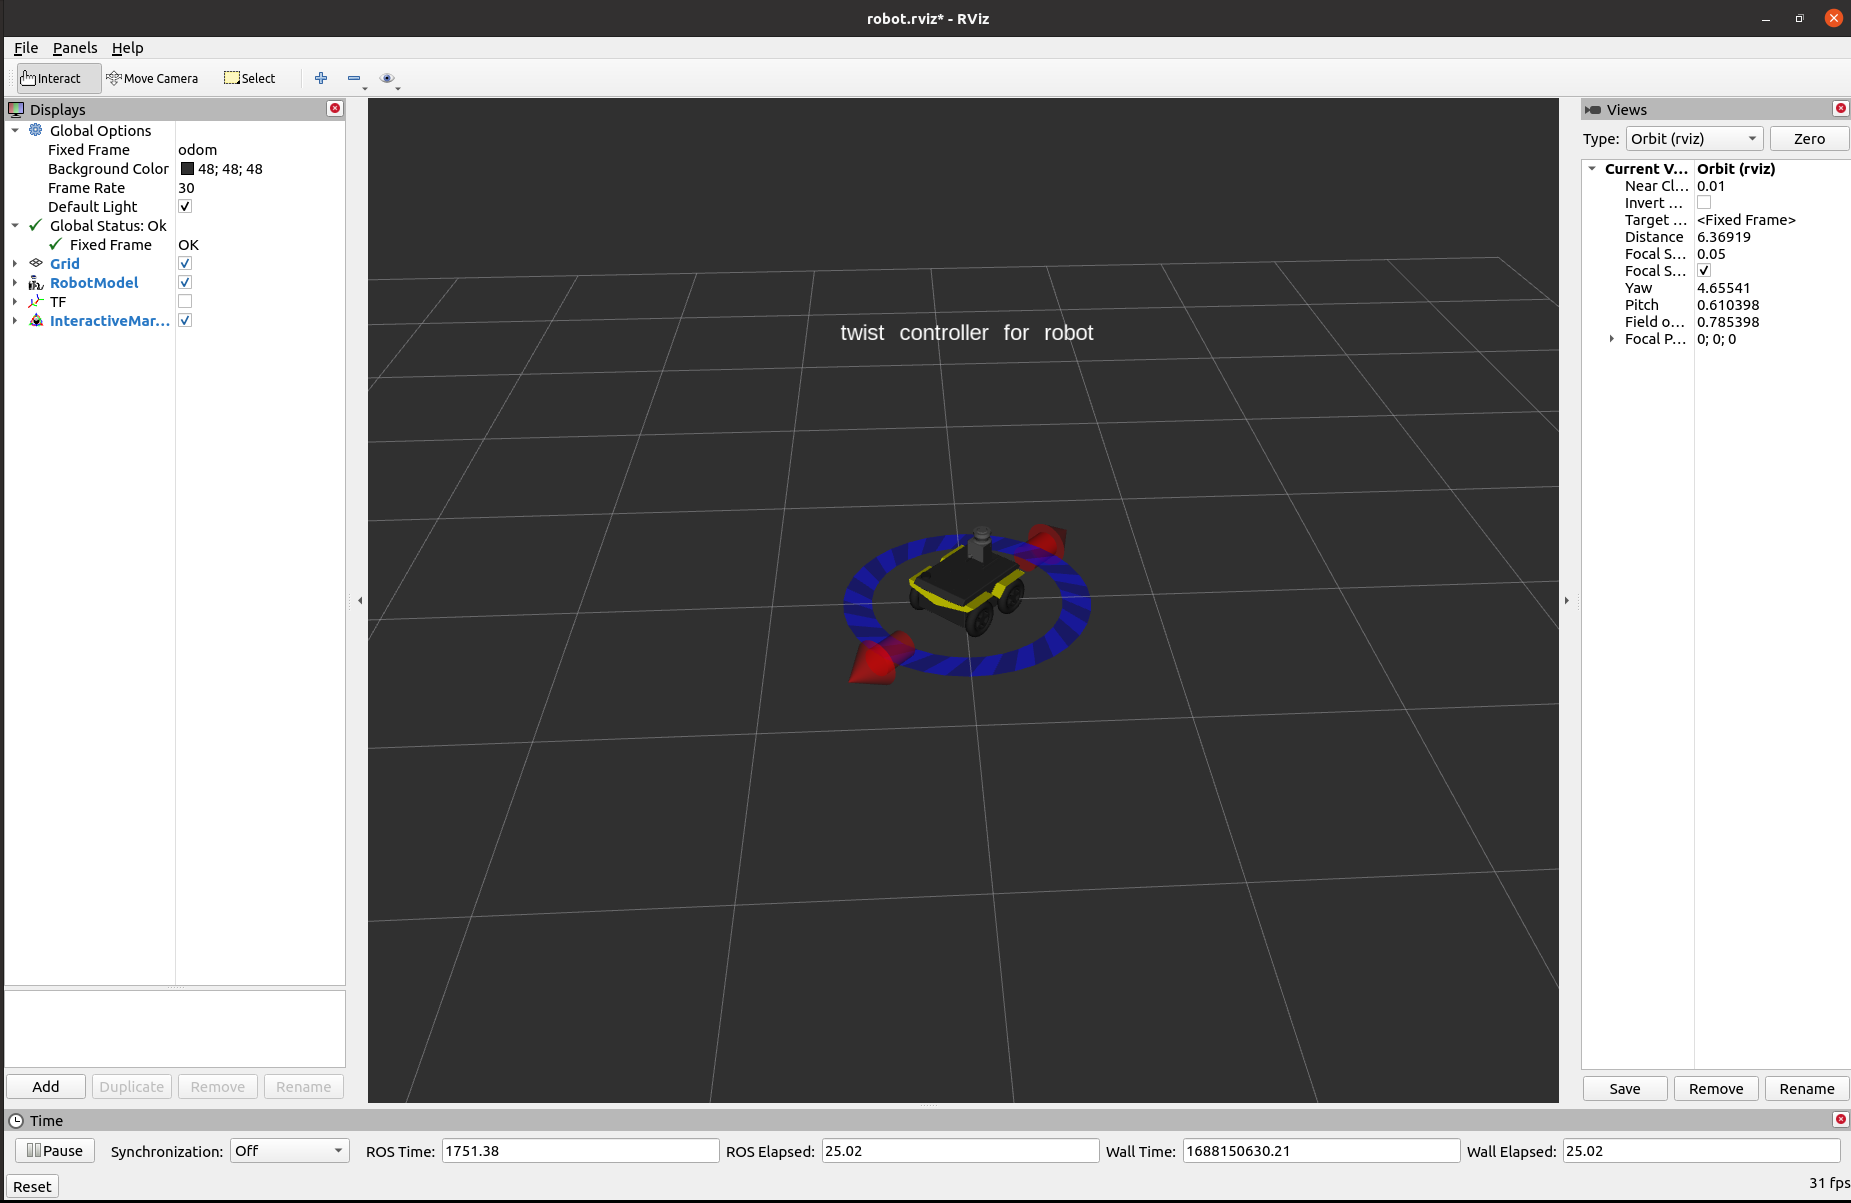 robot.rviz* - RViz
File Panels Help
Interact Move Camera Select
Displays
Global Options
Fixed Frame odom
Background Color 48; 48; 48
Frame Rate 30
Default Light
Global Status: Ok
Fixed Frame OK
Grid
RobotModel
TF
InteractiveMar...
Add Duplicate Remove Rename
twist controller for robot
Views
Type: Orbit (rviz) Zero
Current V... Orbit (rviz)
Near Cl... 0.01
Invert ...
Target ... <Fixed Frame>
Distance 6.36919
Focal S... 0.05
Focal S...
Yaw 4.65541
Pitch 0.610398
Field o... 0.785398
Focal P... 0; 0; 0
Save Remove Rename
Time
Pause Synchronization: Off ROS Time: 1751.38 ROS Elapsed: 25.02 Wall Time: 1688150630.21 Wall Elapsed: 25.02
Reset 31 fps